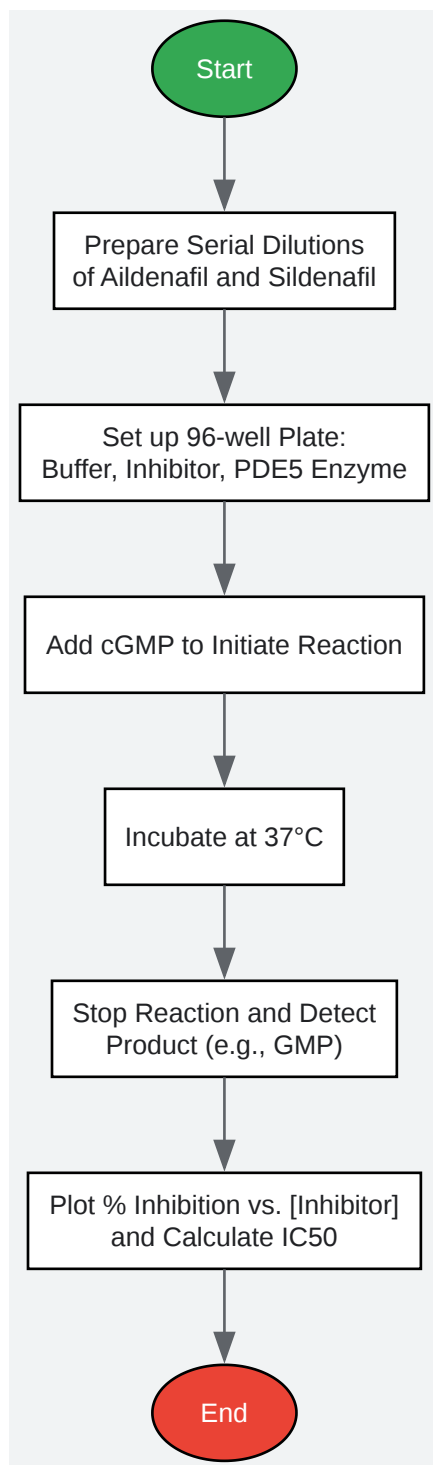 Start
Prepare Serial Dilutions
of Aildenafil and Sildenafil
Set up 96-well Plate:
Buffer, Inhibitor, PDE5 Enzyme
Add cGMP to Initiate Reaction
Incubate at 37°C
Stop Reaction and Detect
Product (e.g., GMP)
Plot % Inhibition vs. [Inhibitor]
and Calculate IC50
End